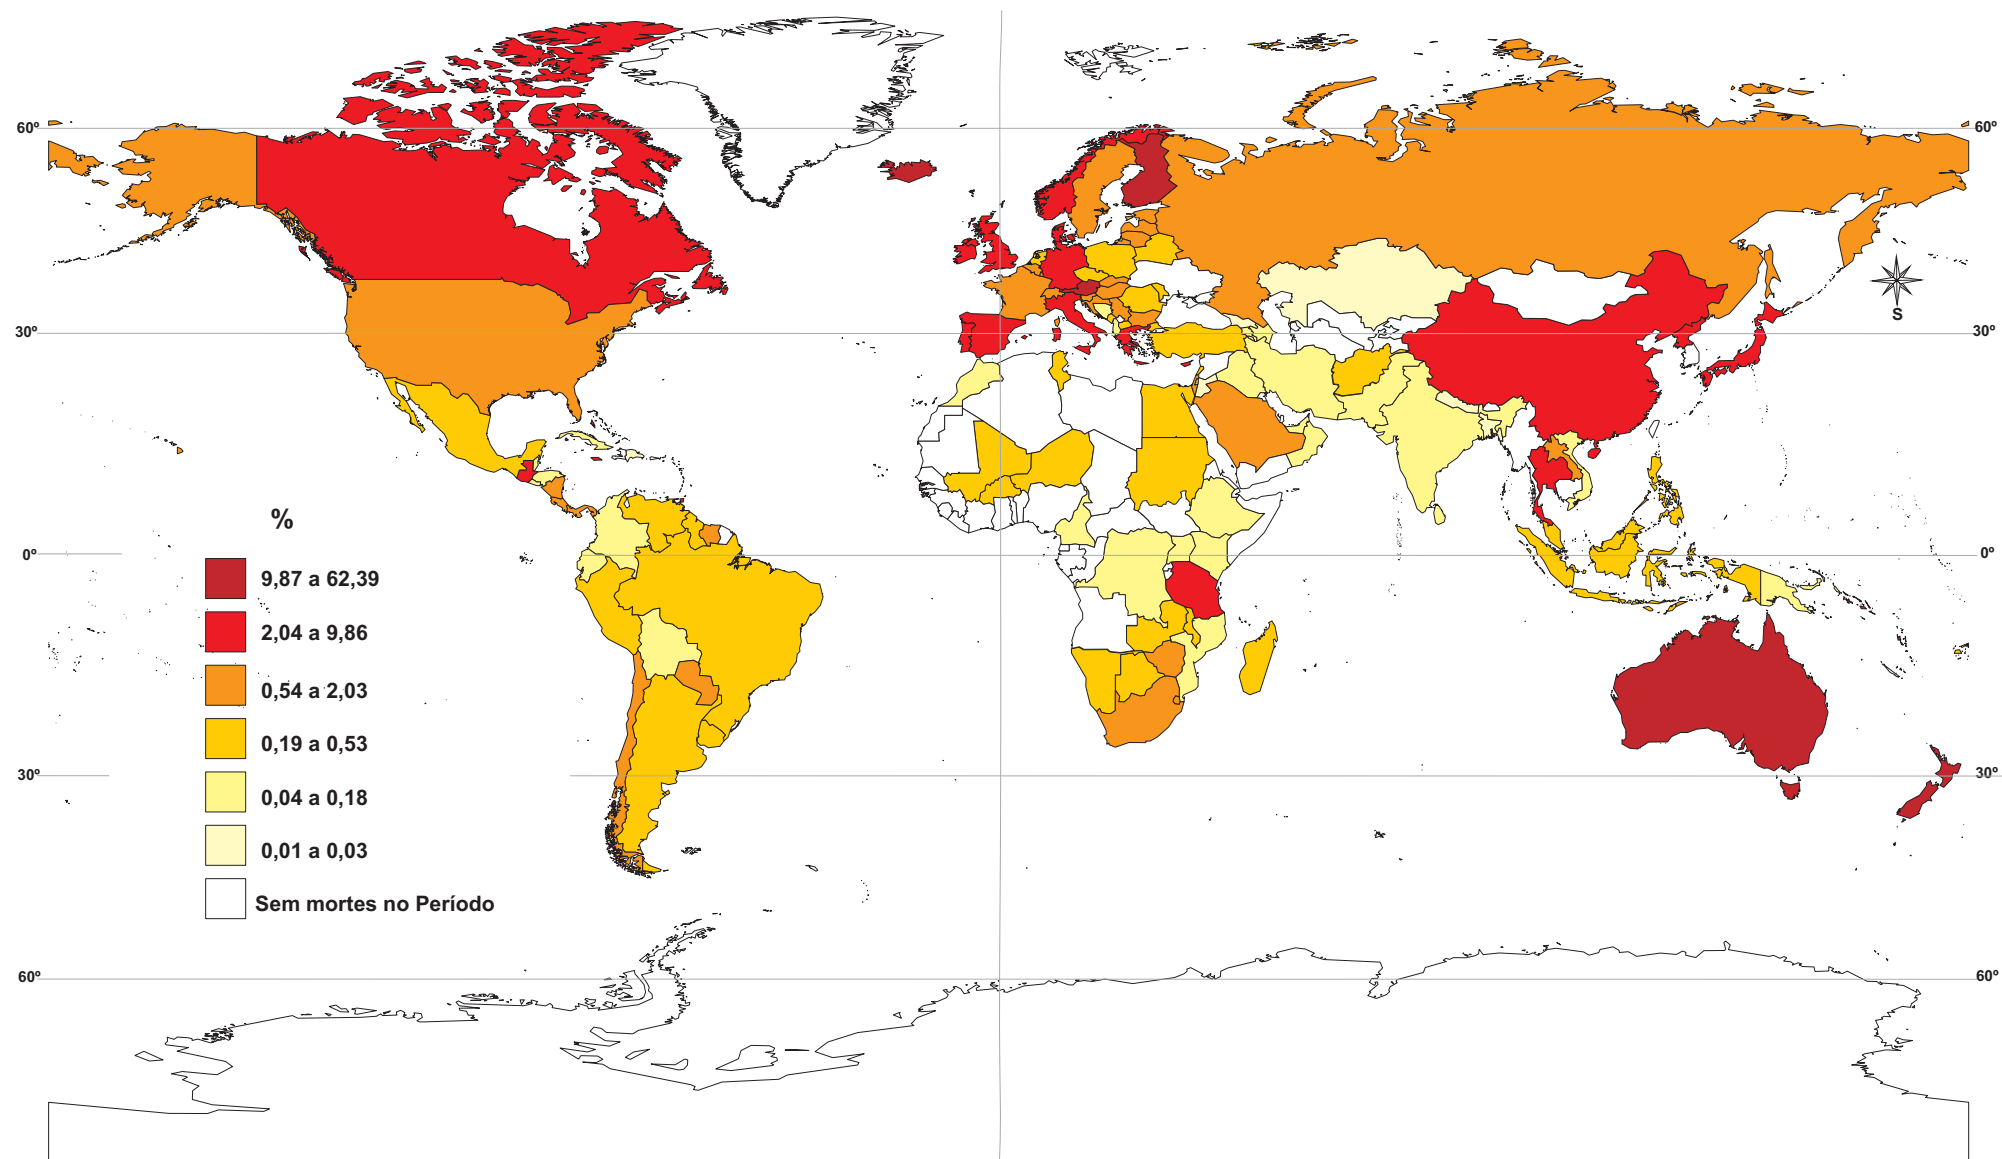 60º
60º
S
30º
30º
%
0º
0º
9,87 a 62,39
2,04 a 9,86
0,54 a 2,03
0,19 a 0,53
30º
30º
0,04 a 0,18
0,01 a 0,03
Sem mortes no Período
60º
60º